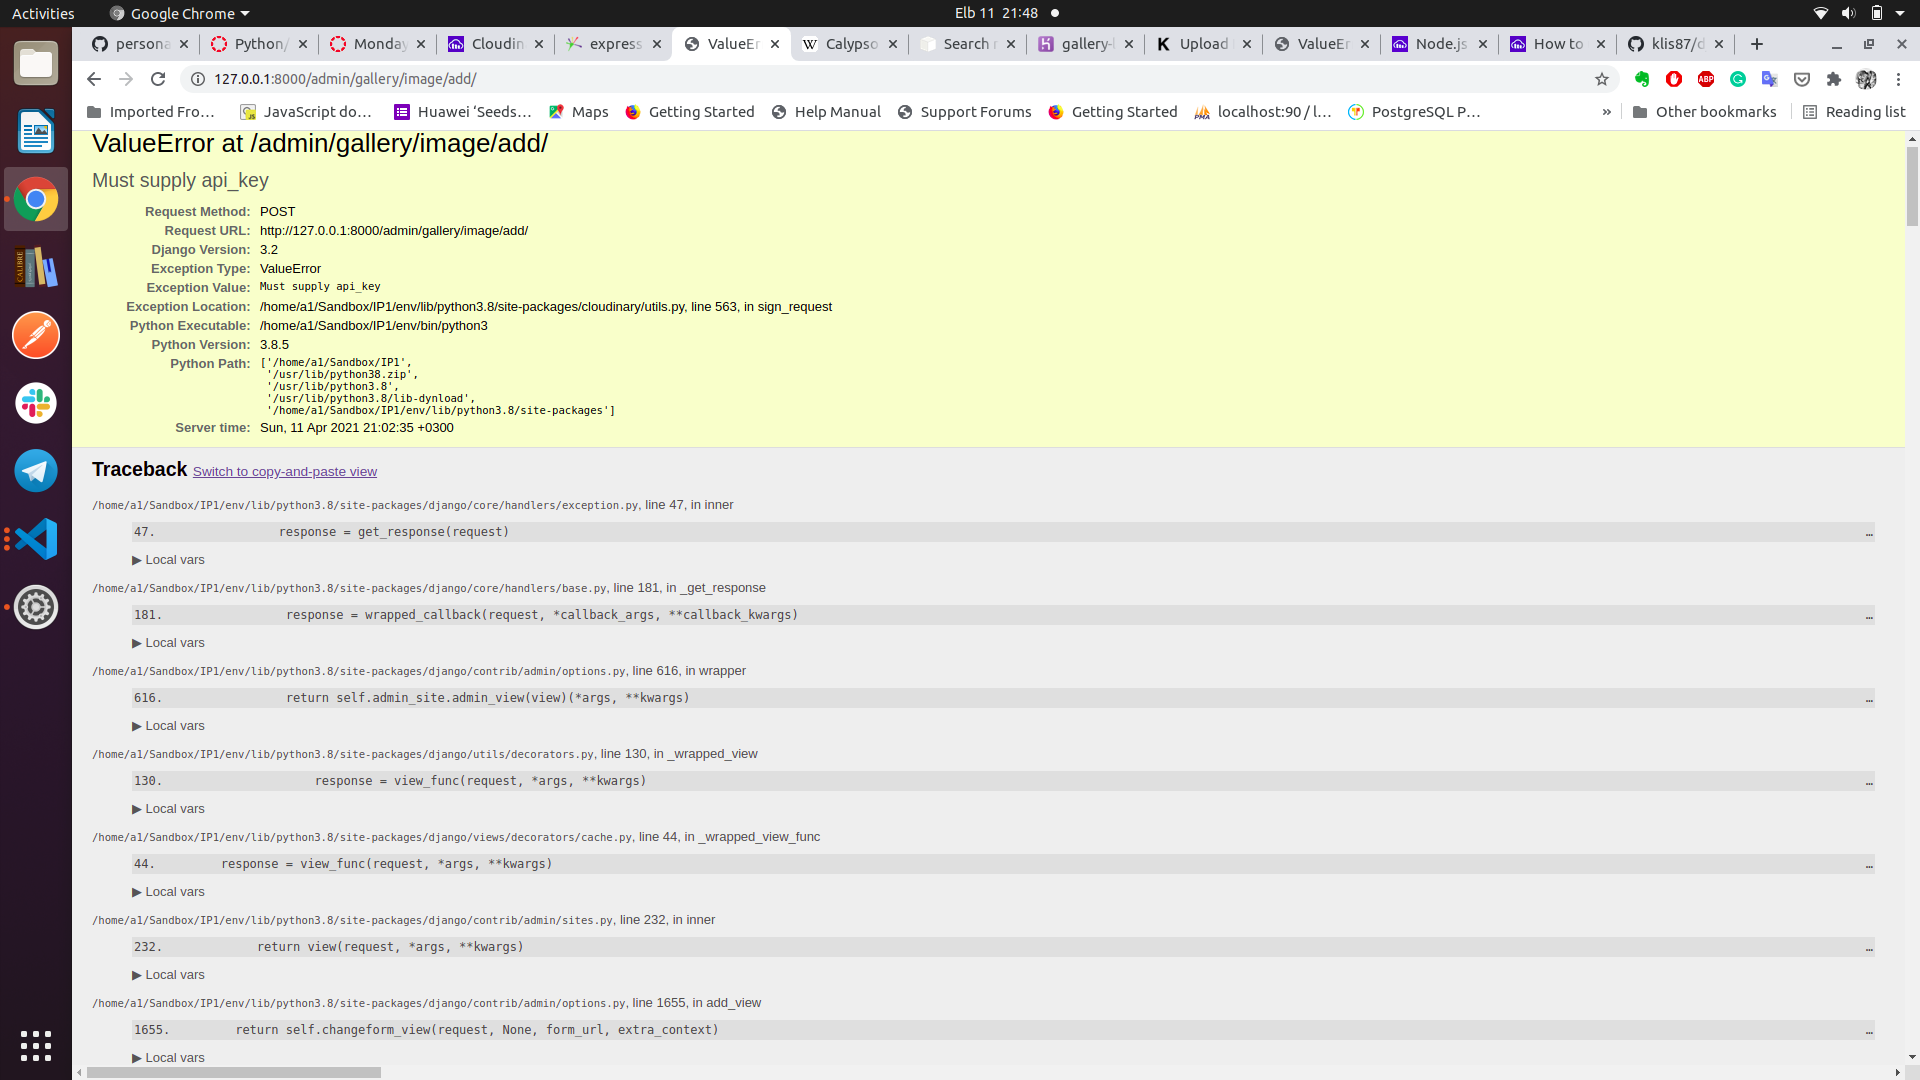 Activities
Google Chrome
Elb 11 21:48
persona
Python/
Monday
Cloudin
express
ValueEr
Calypso
Search r
gallery-
Upload
ValueEr
Node.js
How to
klis87/d
127.0.0.1:8000/admin/gallery/image/add/
ABP
Imported Fro…
JavaScript do…
Huawei ‘Seeds…
Maps
Getting Started
Help Manual
Support Forums
Getting Started
localhost:90 / l…
PostgreSQL P…
»
Other bookmarks
Reading list
ValueError at /admin/gallery/image/add/
Must supply api_key
Request Method: POST
Request URL: http://127.0.0.1:8000/admin/gallery/image/add/
Django Version: 3.2
Exception Type: ValueError
Exception Value: Must supply api_key
Exception Location: /home/a1/Sandbox/IP1/env/lib/python3.8/site-packages/cloudinary/utils.py, line 563, in sign_request
Python Executable: /home/a1/Sandbox/IP1/env/bin/python3
Python Version: 3.8.5
Python Path: ['/home/a1/Sandbox/IP1',
'/usr/lib/python38.zip',
'/usr/lib/python3.8',
'/usr/lib/python3.8/lib-dynload',
'/home/a1/Sandbox/IP1/env/lib/python3.8/site-packages']
Server time: Sun, 11 Apr 2021 21:02:35 +0300
Traceback Switch to copy-and-paste view
/home/a1/Sandbox/IP1/env/lib/python3.8/site-packages/django/core/handlers/exception.py, line 47, in inner
47. response = get_response(request) …
▶ Local vars
/home/a1/Sandbox/IP1/env/lib/python3.8/site-packages/django/core/handlers/base.py, line 181, in _get_response
181. response = wrapped_callback(request, *callback_args, **callback_kwargs) …
▶ Local vars
/home/a1/Sandbox/IP1/env/lib/python3.8/site-packages/django/contrib/admin/options.py, line 616, in wrapper
616. return self.admin_site.admin_view(view)(*args, **kwargs) …
▶ Local vars
/home/a1/Sandbox/IP1/env/lib/python3.8/site-packages/django/utils/decorators.py, line 130, in _wrapped_view
130. response = view_func(request, *args, **kwargs) …
▶ Local vars
/home/a1/Sandbox/IP1/env/lib/python3.8/site-packages/django/views/decorators/cache.py, line 44, in _wrapped_view_func
44. response = view_func(request, *args, **kwargs) …
▶ Local vars
/home/a1/Sandbox/IP1/env/lib/python3.8/site-packages/django/contrib/admin/sites.py, line 232, in inner
232. return view(request, *args, **kwargs) …
▶ Local vars
/home/a1/Sandbox/IP1/env/lib/python3.8/site-packages/django/contrib/admin/options.py, line 1655, in add_view
1655. return self.changeform_view(request, None, form_url, extra_context) …
▶ Local vars